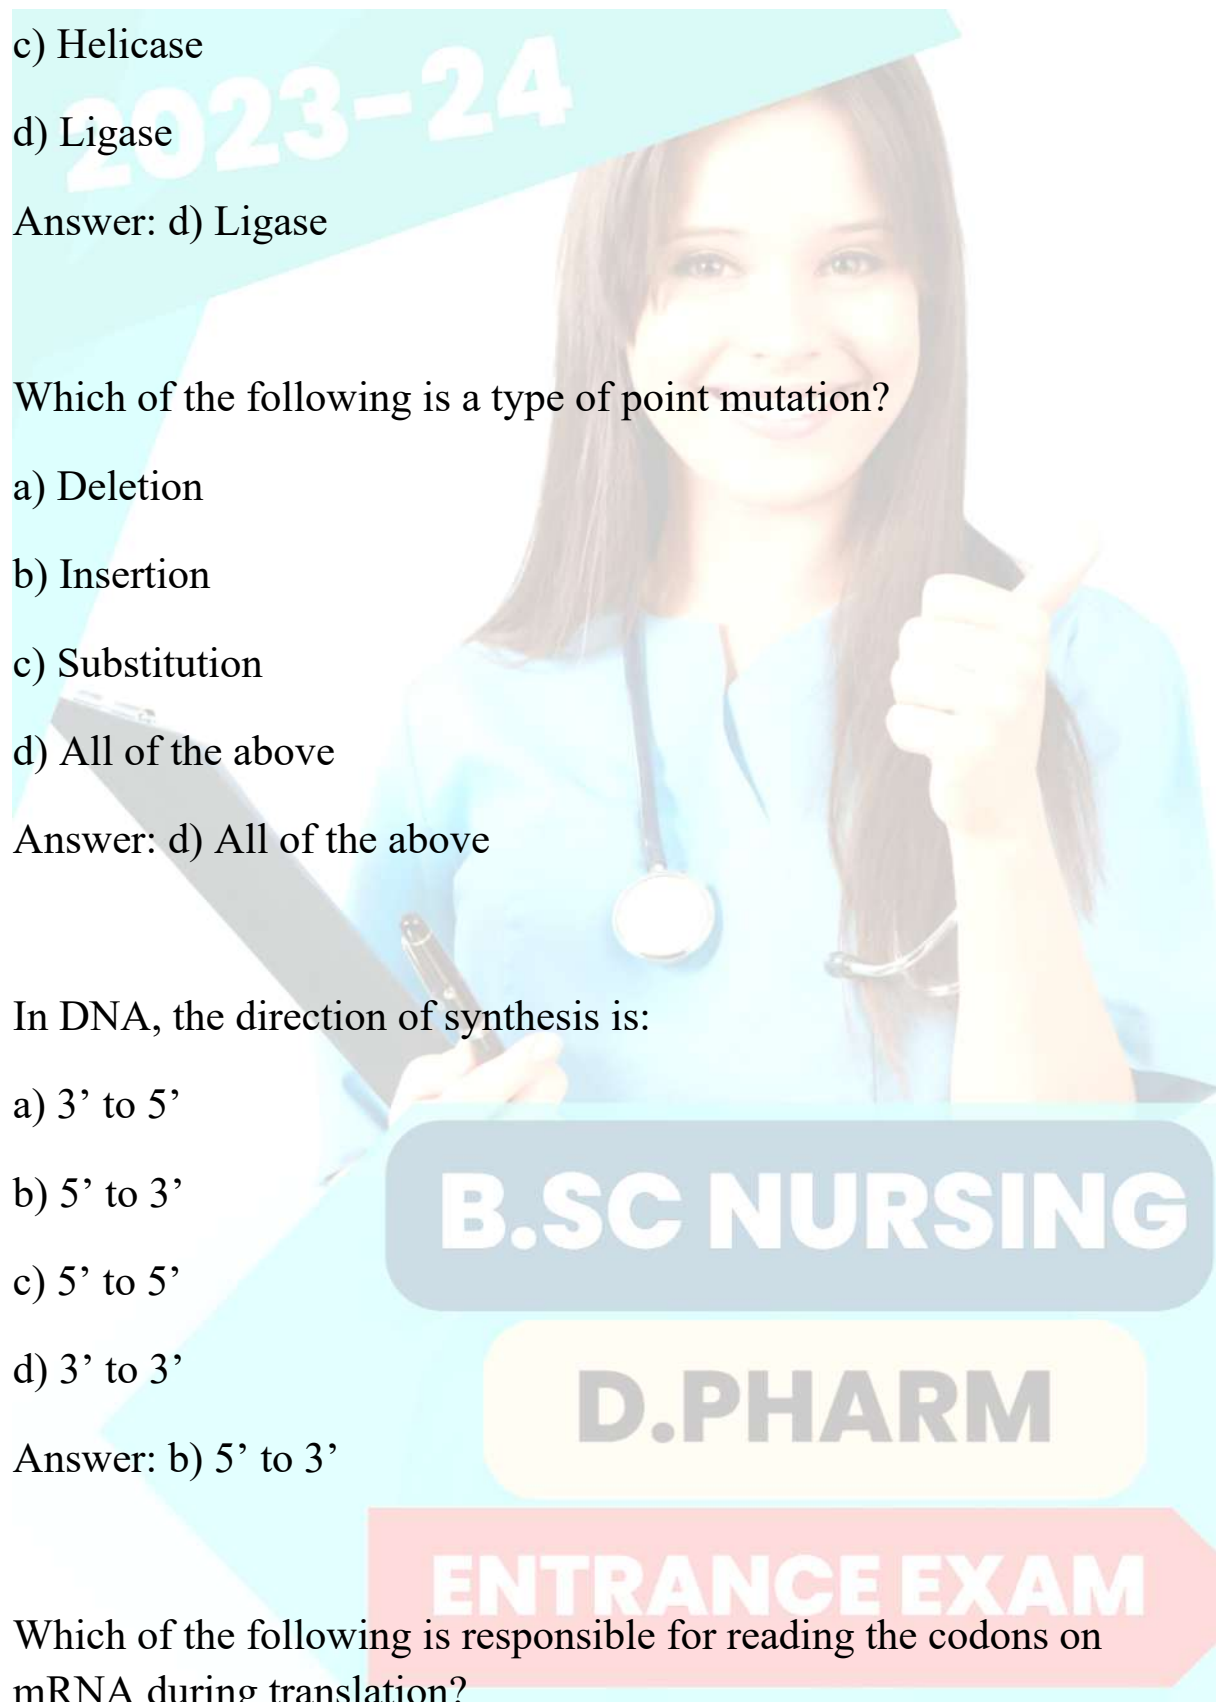 c) Helicase
2023-24
d) Ligase
Answer: d) Ligase
Which of the following is a type of point mutation?
a) Deletion
b) Insertion
c) Substitution
d) All of the above
Answer: d) All of the above
In DNA, the direction of synthesis is:
a) 3’ to 5’
b) 5’ to 3’
B.SC NURSING
c) 5’ to 5’
d) 3’ to 3’
D.PHARM
Answer: b) 5’ to 3’
ENTRANCE EXAM
Which of the following is responsible for reading the codons on
mRNA during translation?